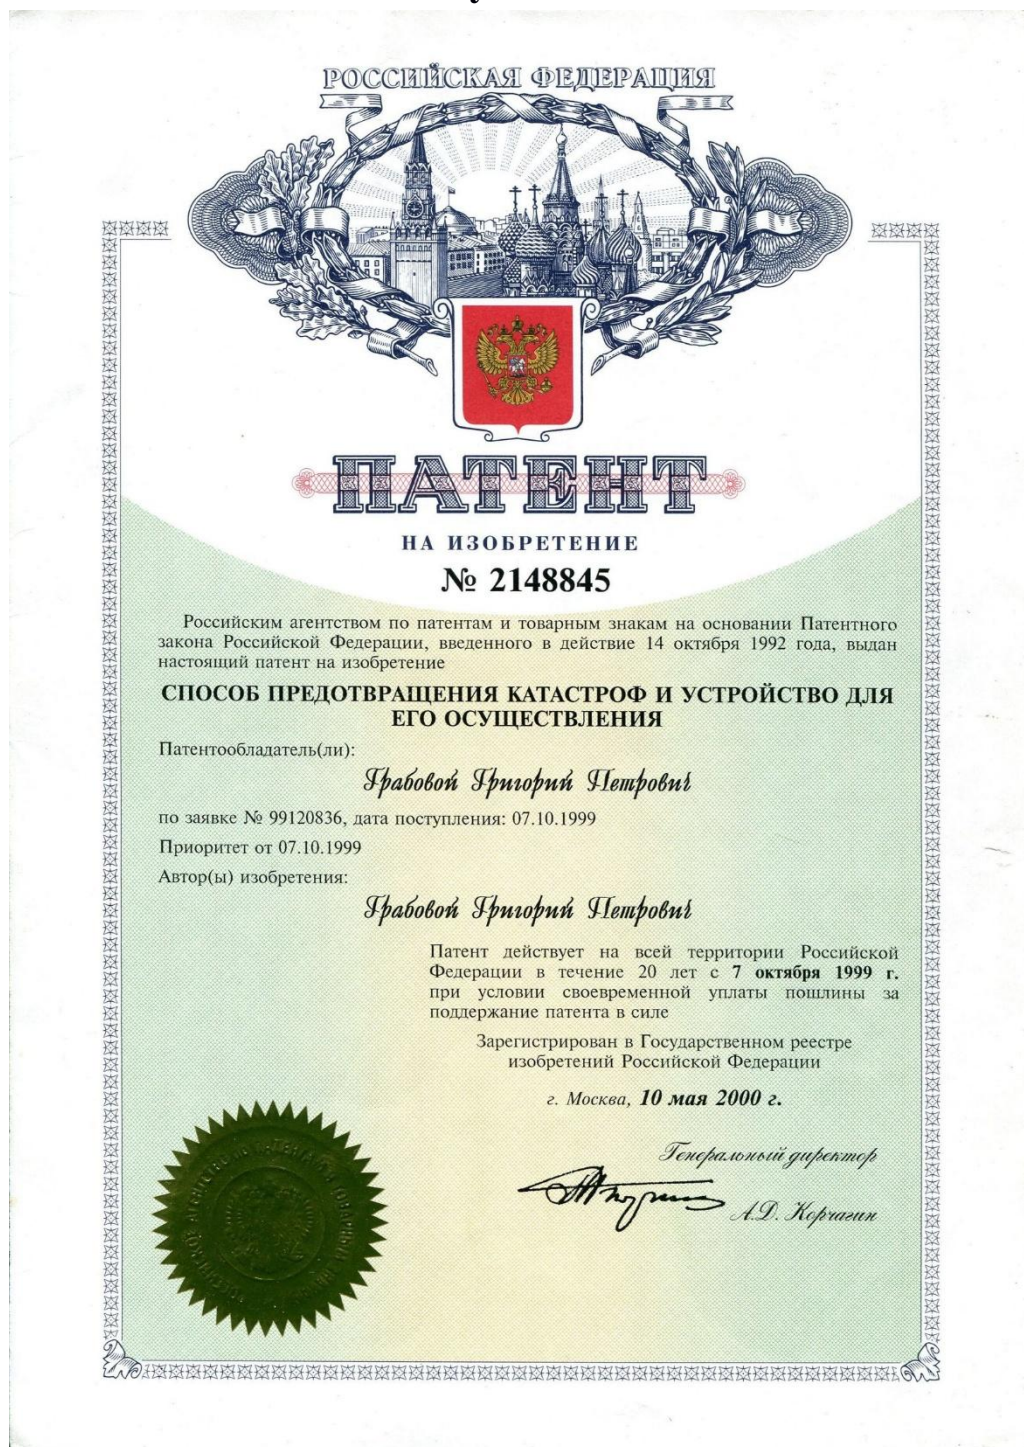 РОССИЙСКАЯ ФЕДЕРАЦИЯ
ПАТЕНТ
НА ИЗОБРЕТЕНИЕ
№ 2148845
Российским агентством по патентам и товарным знакам на основании Патентного
закона Российской Федерации, введенного в действие 14 октября 1992 года, выдан
настоящий патент на изобретение
СПОСОБ ПРЕДОТВРАЩЕНИЯ КАТАСТРОФ И УСТРОЙСТВО ДЛЯ
ЕГО ОСУЩЕСТВЛЕНИЯ
Патентообладатель(ли):
Грабовой Григорий Петрович
по заявке № 99120836, дата поступления: 07.10.1999
Приоритет от 07.10.1999
Автор(ы) изобретения:
Грабовой Григорий Петрович
Патент действует на всей территории Российской
Федерации в течение 20 лет с 7 октября 1999 г.
при условии своевременной уплаты пошлины за
поддержание патента в силе
Зарегистрирован в Государственном реестре
изобретений Российской Федерации
г. Москва, 10 мая 2000 г.
Генеральный директор
А.Д. Корчагин